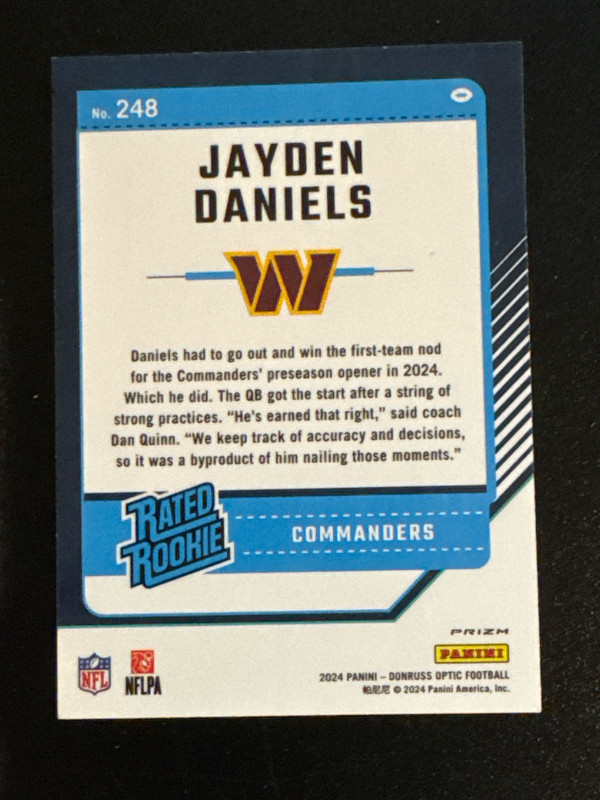 No. 248
JAYDEN
DANIELS
W
Daniels had to go out and win the first-team nod
for the Commanders' preseason opener in 2024.
Which he did. The QB got the start after a string of
strong practices. “He's earned that right,” said coach
Dan Quinn. “We keep track of accuracy and decisions,
so it was a byproduct of him nailing those moments.”
RATED
ROOKIE
COMMANDERS
PRIZM
PANINI
NFL
NFLPA
2024 PANINI – DONRUSS OPTIC FOOTBALL
帕尼尼 © 2024 Panini America, Inc.